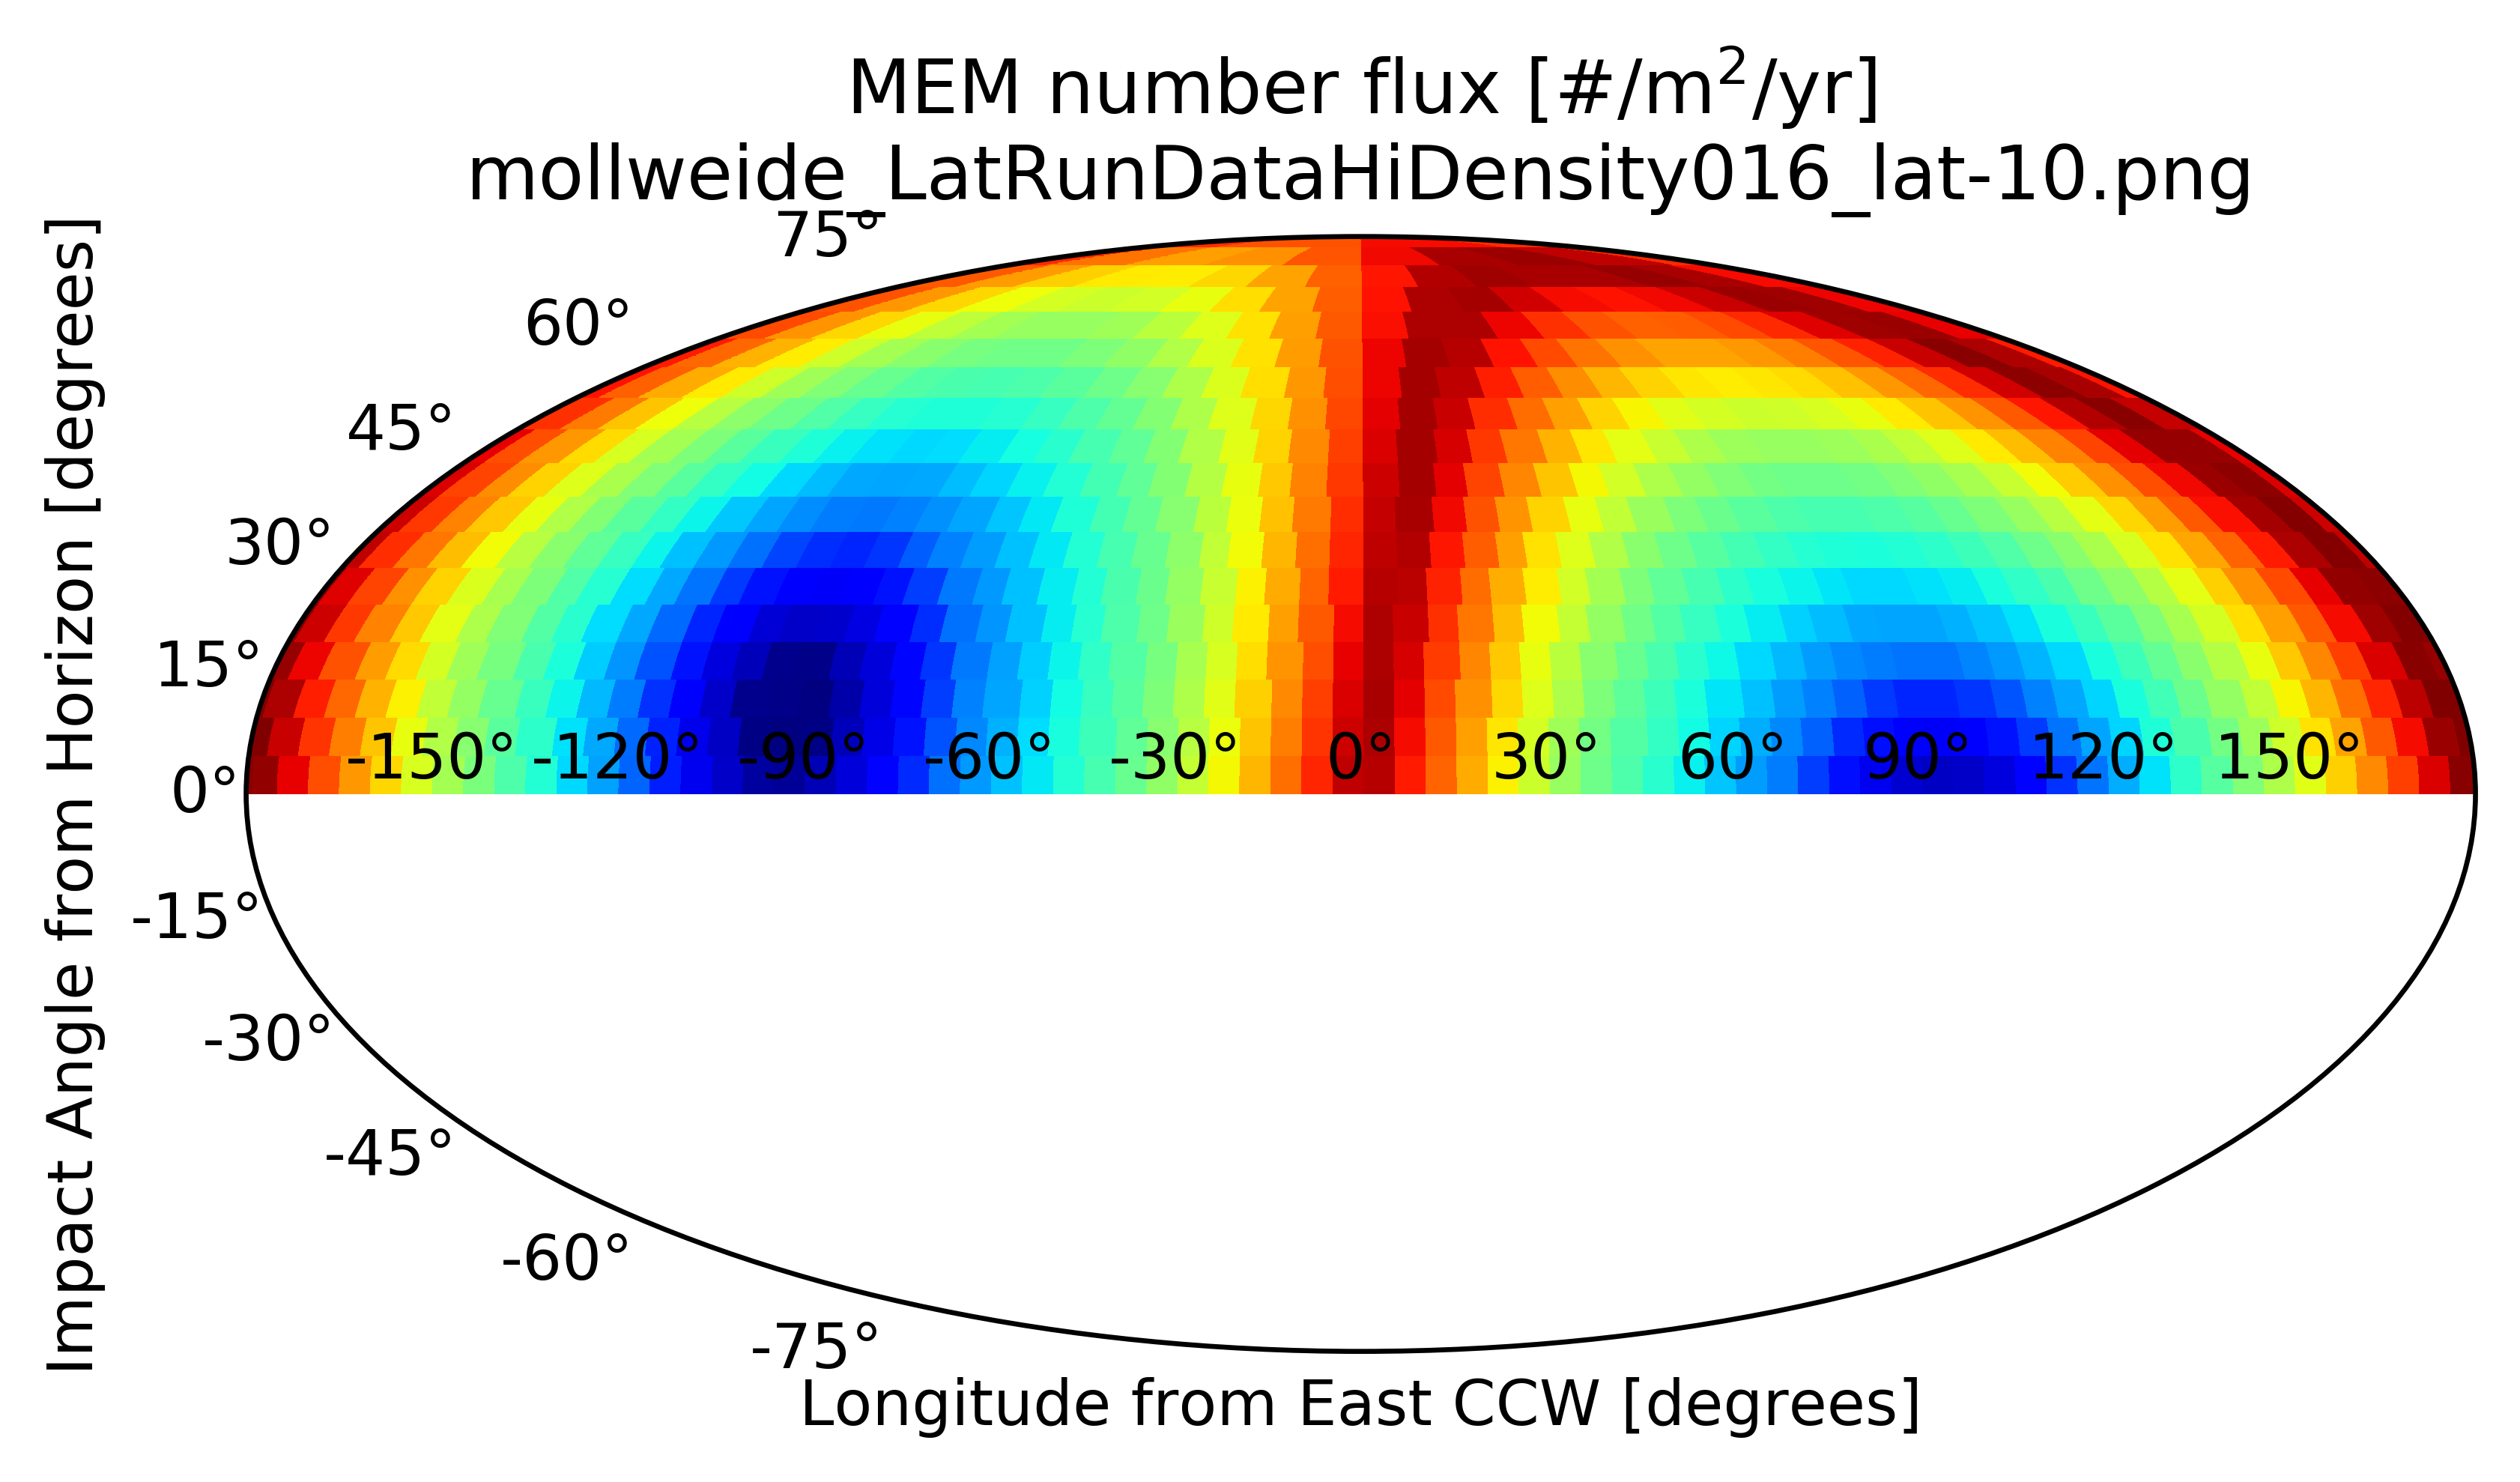 MEM number flux [#/m²/yr]
mollweide_LatRunDataHiDensity016_lat-10.png
75°
60°
45°
30°
15°
0°
-15°
-30°
-45°
-60°
-75°
-150° -120° -90° -60° -30° 0° 30° 60° 90° 120° 150°
Impact Angle from Horizon [degrees]
Longitude from East CCW [degrees]